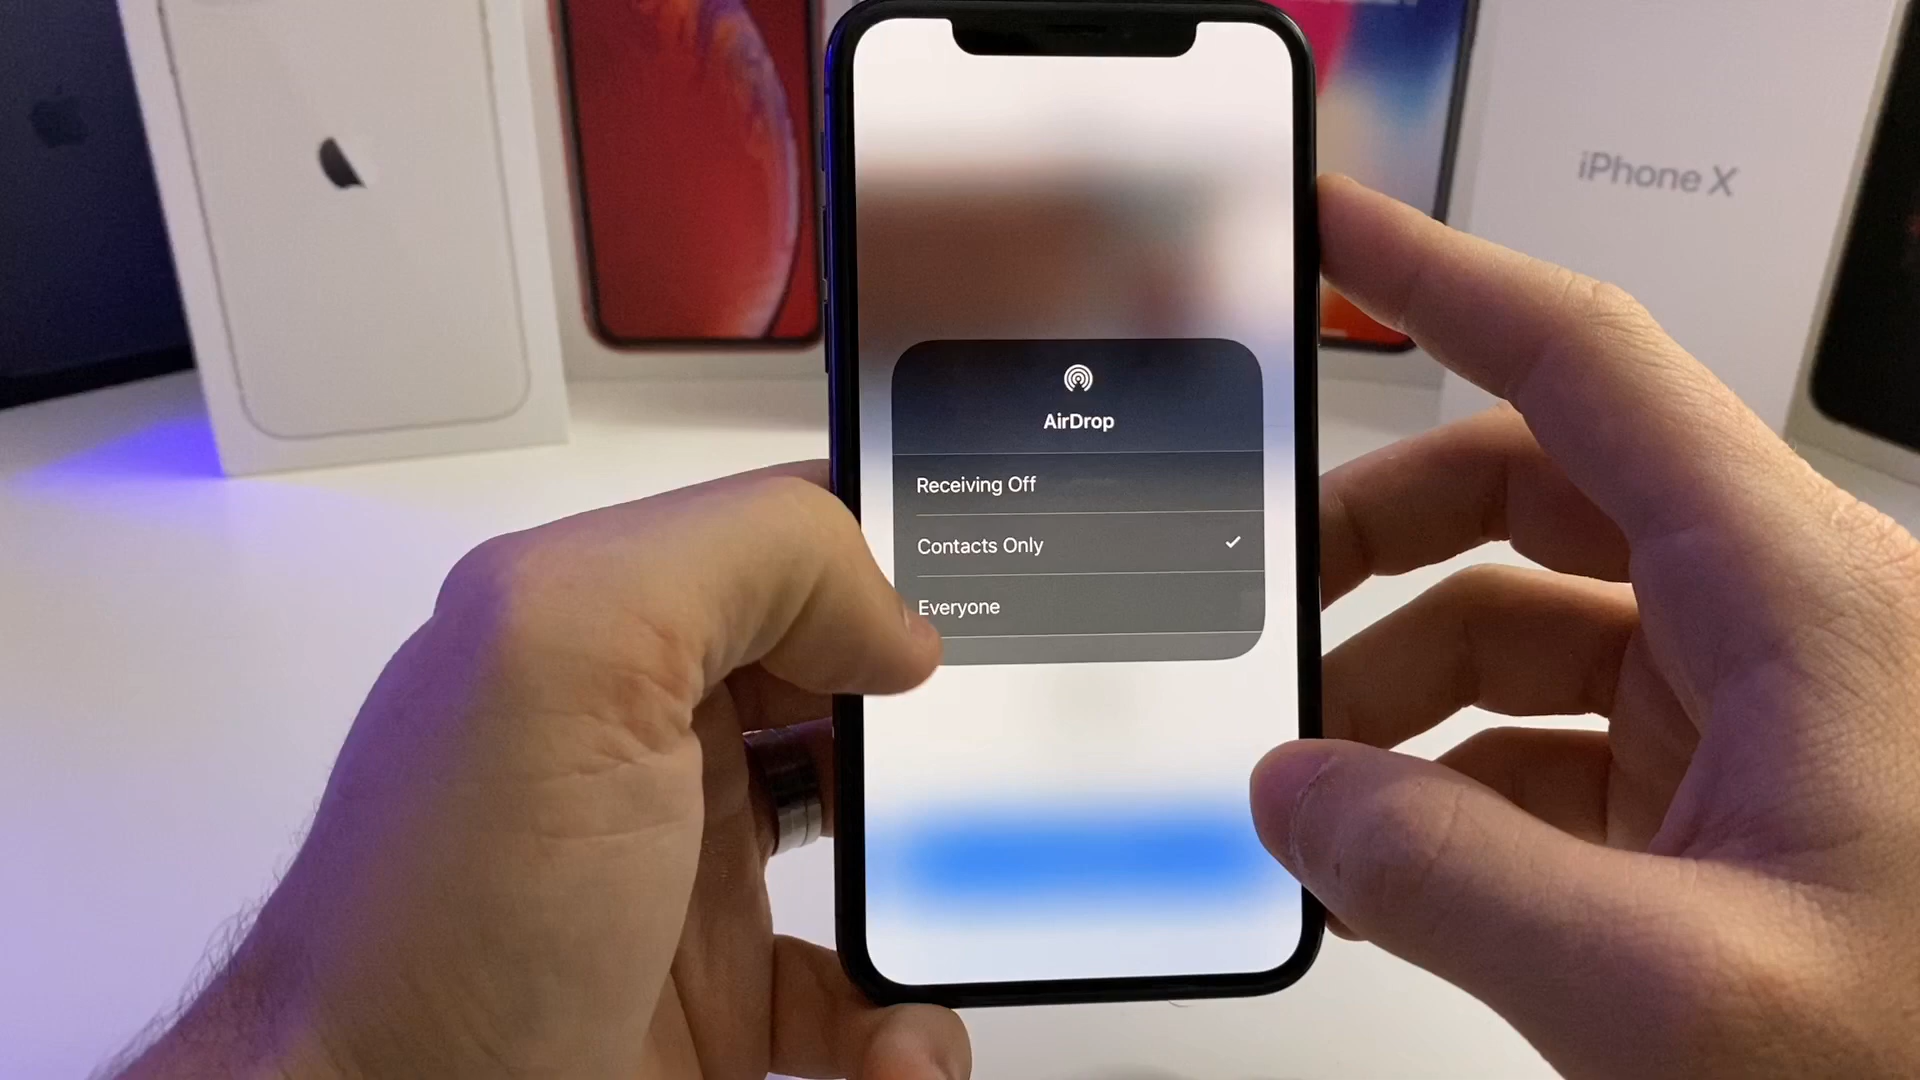 iPhone X
AirDrop
Receiving Off
Contacts Only
Everyone